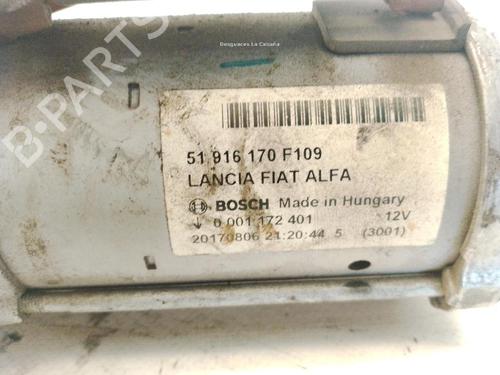 Desguaces La Cabaña
B-PARTS
51 916 170 F109
LANCIA FIAT ALFA
BOSCH Made in Hungary
0 001 172 401 12V
20170806 21:20:44 5 (3001)